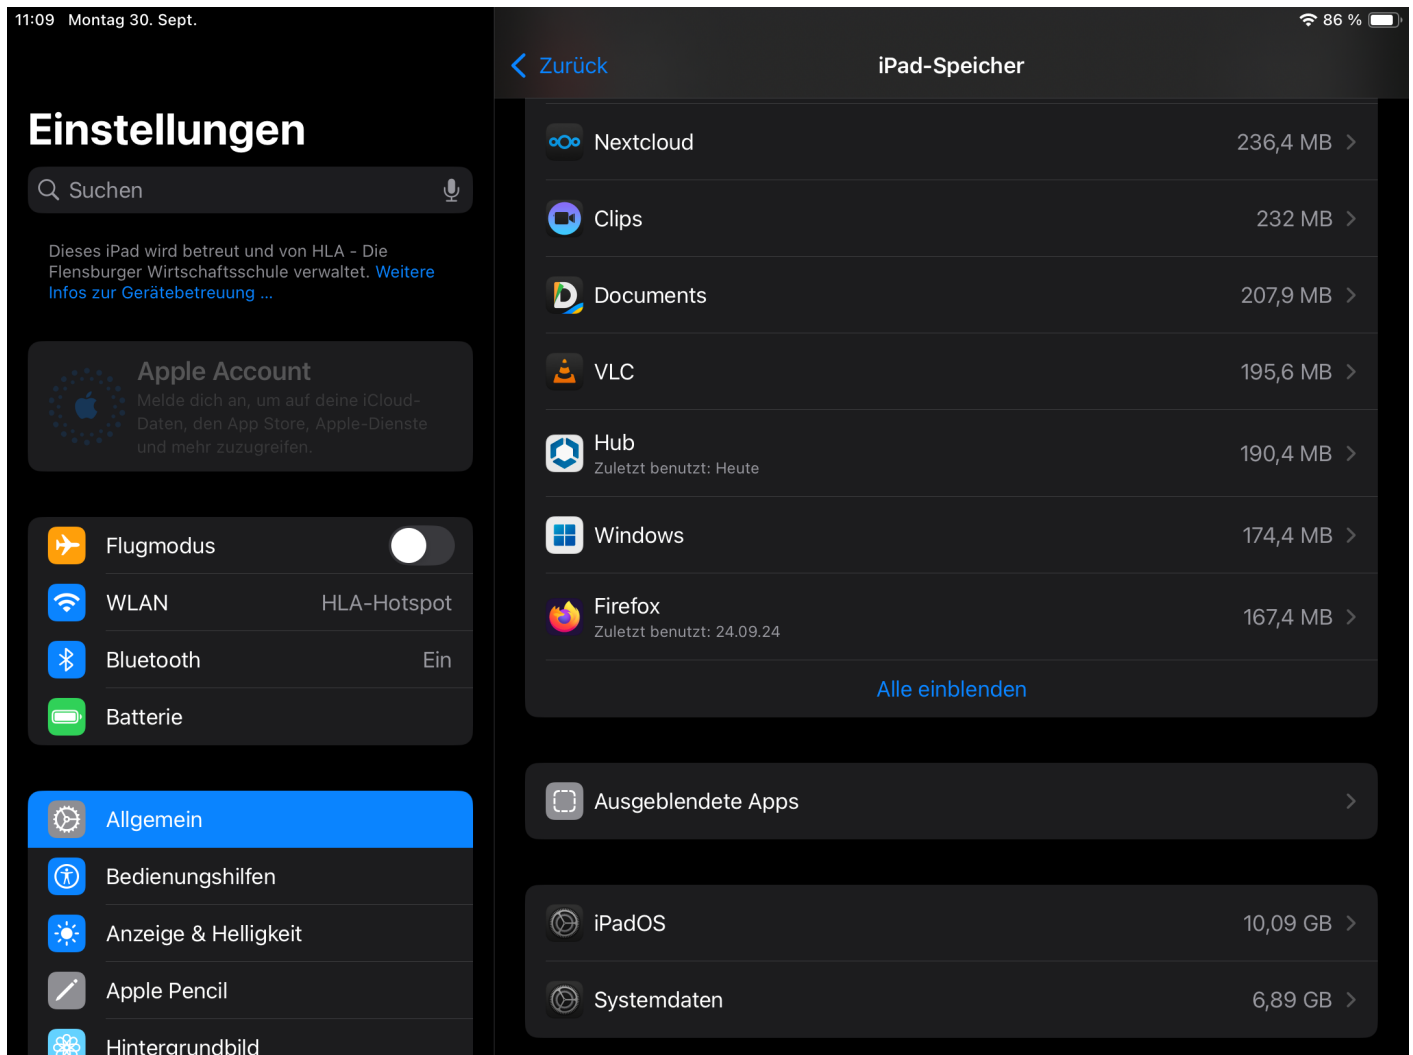 11:09 Montag 30. Sept.
86 %
Einstellungen
Suchen
Dieses iPad wird betreut und von HLA - Die
Flensburger Wirtschaftsschule verwaltet. Weitere
Infos zur Gerätebetreuung ...
Apple Account
Melde dich an, um auf deine iCloud-
Daten, den App Store, Apple-Dienste
und mehr zuzugreifen.
Flugmodus
WLAN HLA-Hotspot
Bluetooth Ein
Batterie
Allgemein
Bedienungshilfen
Anzeige & Helligkeit
Apple Pencil
Hintergrundbild
Zurück
iPad-Speicher
Nextcloud 236,4 MB
Clips 232 MB
Documents 207,9 MB
VLC 195,6 MB
Hub 190,4 MB
Zuletzt benutzt: Heute
Windows 174,4 MB
Firefox 167,4 MB
Zuletzt benutzt: 24.09.24
Alle einblenden
Ausgeblendete Apps
iPadOS 10,09 GB
Systemdaten 6,89 GB